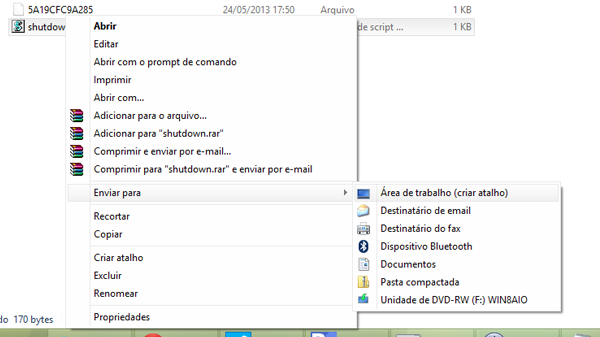 5A19CFC9A285 24/05/2013 17:50 Arquivo 1 KB
shutdow de script ... 1 KB
Abrir
Editar
Abrir com o prompt de comando
Imprimir
Abrir com...
Adicionar para o arquivo...
Adicionar para "shutdown.rar"
Comprimir e enviar por e-mail...
Comprimir para "shutdown.rar" e enviar por e-mail
Enviar para
Recortar
Copiar
Criar atalho
Excluir
Renomear
Propriedades
Área de trabalho (criar atalho)
Destinatário de email
Destinatário do fax
Dispositivo Bluetooth
Documentos
Pasta compactada
Unidade de DVD-RW (F:) WIN8AIO
do 170 bytes